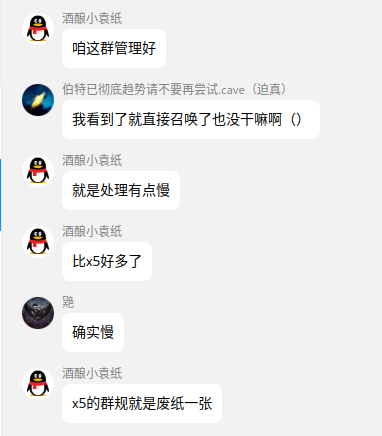 酒酿小袁纸
咱这群管理好
伯特已彻底趋势请不要再尝试.cave（迫真）
我看到了就直接召唤了也没干嘛啊（）
酒酿小袁纸
就是处理有点慢
酒酿小袁纸
比x5好多了
确实慢
酒酿小袁纸
x5的群规就是废纸一张